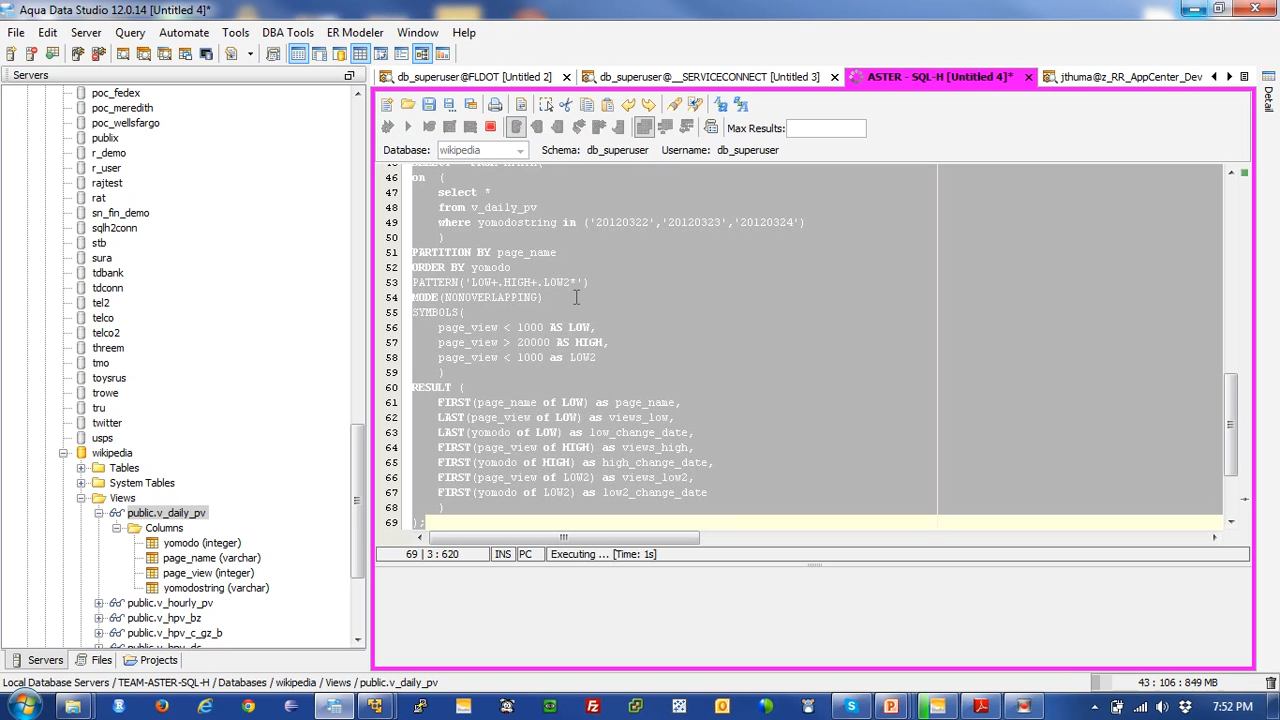 Aqua Data Studio 12.0.14 [Untitled 4]*
File Edit Server Query Automate Tools DBA Tools ER Modeler Window Help
Servers
poc_fedex
poc_meredith
poc_wellsfargo
publix
r_demo
r_user
rajtest
rat
sn_fin_demo
sqlh2conn
stb
sru
tdbank
tdconn
tel2
telco
telco2
threem
tmo
toysrus
trowe
tru
twitter
usps
wikipedia
Tables
System Tables
Views
public.v_daily_pv
Columns
yomodo (integer)
page_name (varchar)
page_view (integer)
yomodostring (varchar)
public.v_hourly_pv
public.v_hpv_bz
public.v_hpv_c_gz_b
Servers Files Projects
db_superuser@FLDOT [Untitled 2] db_superuser@__SERVICECONNECT [Untitled 3] ASTER - SQL-H [Untitled 4]* jthuma@z_RR_AppCenter_Dev
Detail
Max Results:
Database: wikipedia Schema: db_superuser Username: db_superuser
46 on (
47 select *
48 from v_daily_pv
49 where yomodostring in ('20120322','20120323','20120324')
50 )
51 PARTITION BY page_name
52 ORDER BY yomodo
53 PATTERN('LOW+.HIGH+.LOW2*')
54 MODE(NONOVERLAPPING)
55 SYMBOLS(
56 page_view < 1000 AS LOW,
57 page_view > 20000 AS HIGH,
58 page_view < 1000 as LOW2
59 )
60 RESULT (
61 FIRST(page_name of LOW) as page_name,
62 LAST(page_view of LOW) as views_low,
63 LAST(yomodo of LOW) as low_change_date,
64 FIRST(page_view of HIGH) as views_high,
65 FIRST(yomodo of HIGH) as high_change_date,
66 FIRST(page_view of LOW2) as views_low2,
67 FIRST(yomodo of LOW2) as low2_change_date
68 )
69 );
69 | 3 : 620 INS PC Executing ... [Time: 1s]
Local Database Servers / TEAM-ASTER-SQL-H / Databases / wikipedia / Views / public.v_daily_pv
43 : 106 : 849 MB
7:52 PM